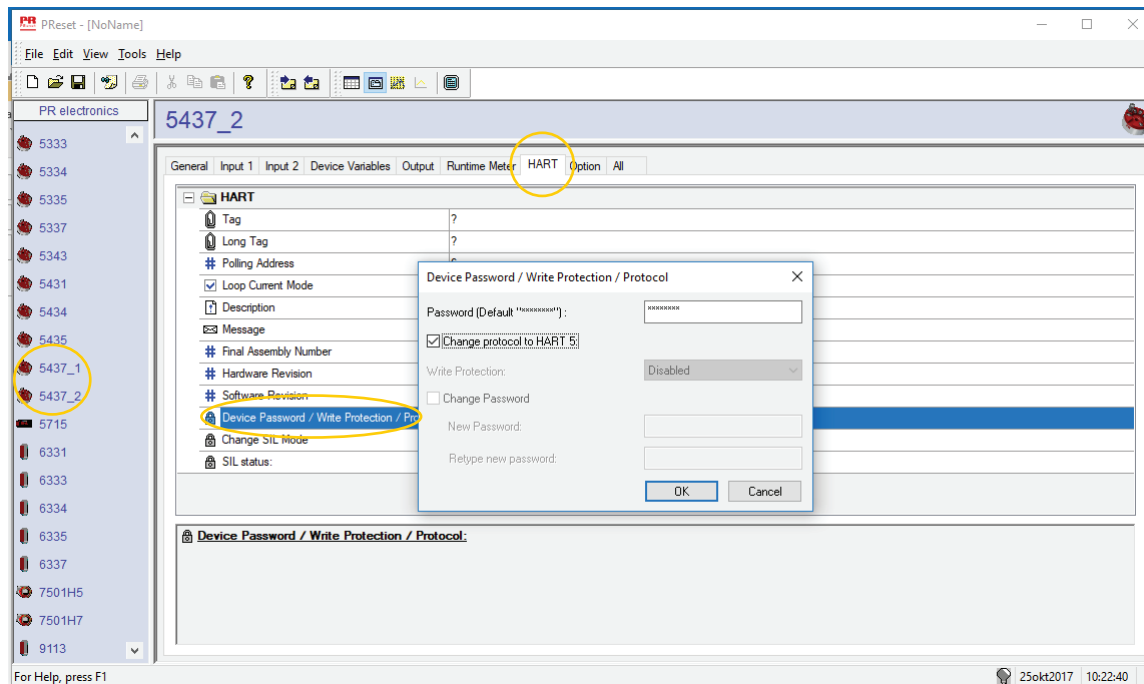 PReset - [NoName]
File Edit View Tools Help
PR electronics
5333
5334
5335
5337
5343
5431
5434
5435
5437_1
5437_2
5715
6331
6333
6334
6335
6337
7501H5
7501H7
9113
5437_2
General Input 1 Input 2 Device Variables Output Runtime Meter HART Option All
HART
Tag ?
Long Tag ?
Polling Address
Loop Current Mode
Description
Message
Final Assembly Number
Hardware Revision
Software Revision
Device Password / Write Protection /
Change SIL Mode
SIL status:
Device Password / Write Protection / Protocol
Password (Default "********") : ********
Change protocol to HART 5:
Write Protection: Disabled
Change Password
New Password:
Retype new password:
OK Cancel
Device Password / Write Protection / Protocol:
For Help, press F1 25okt2017 10:22:40